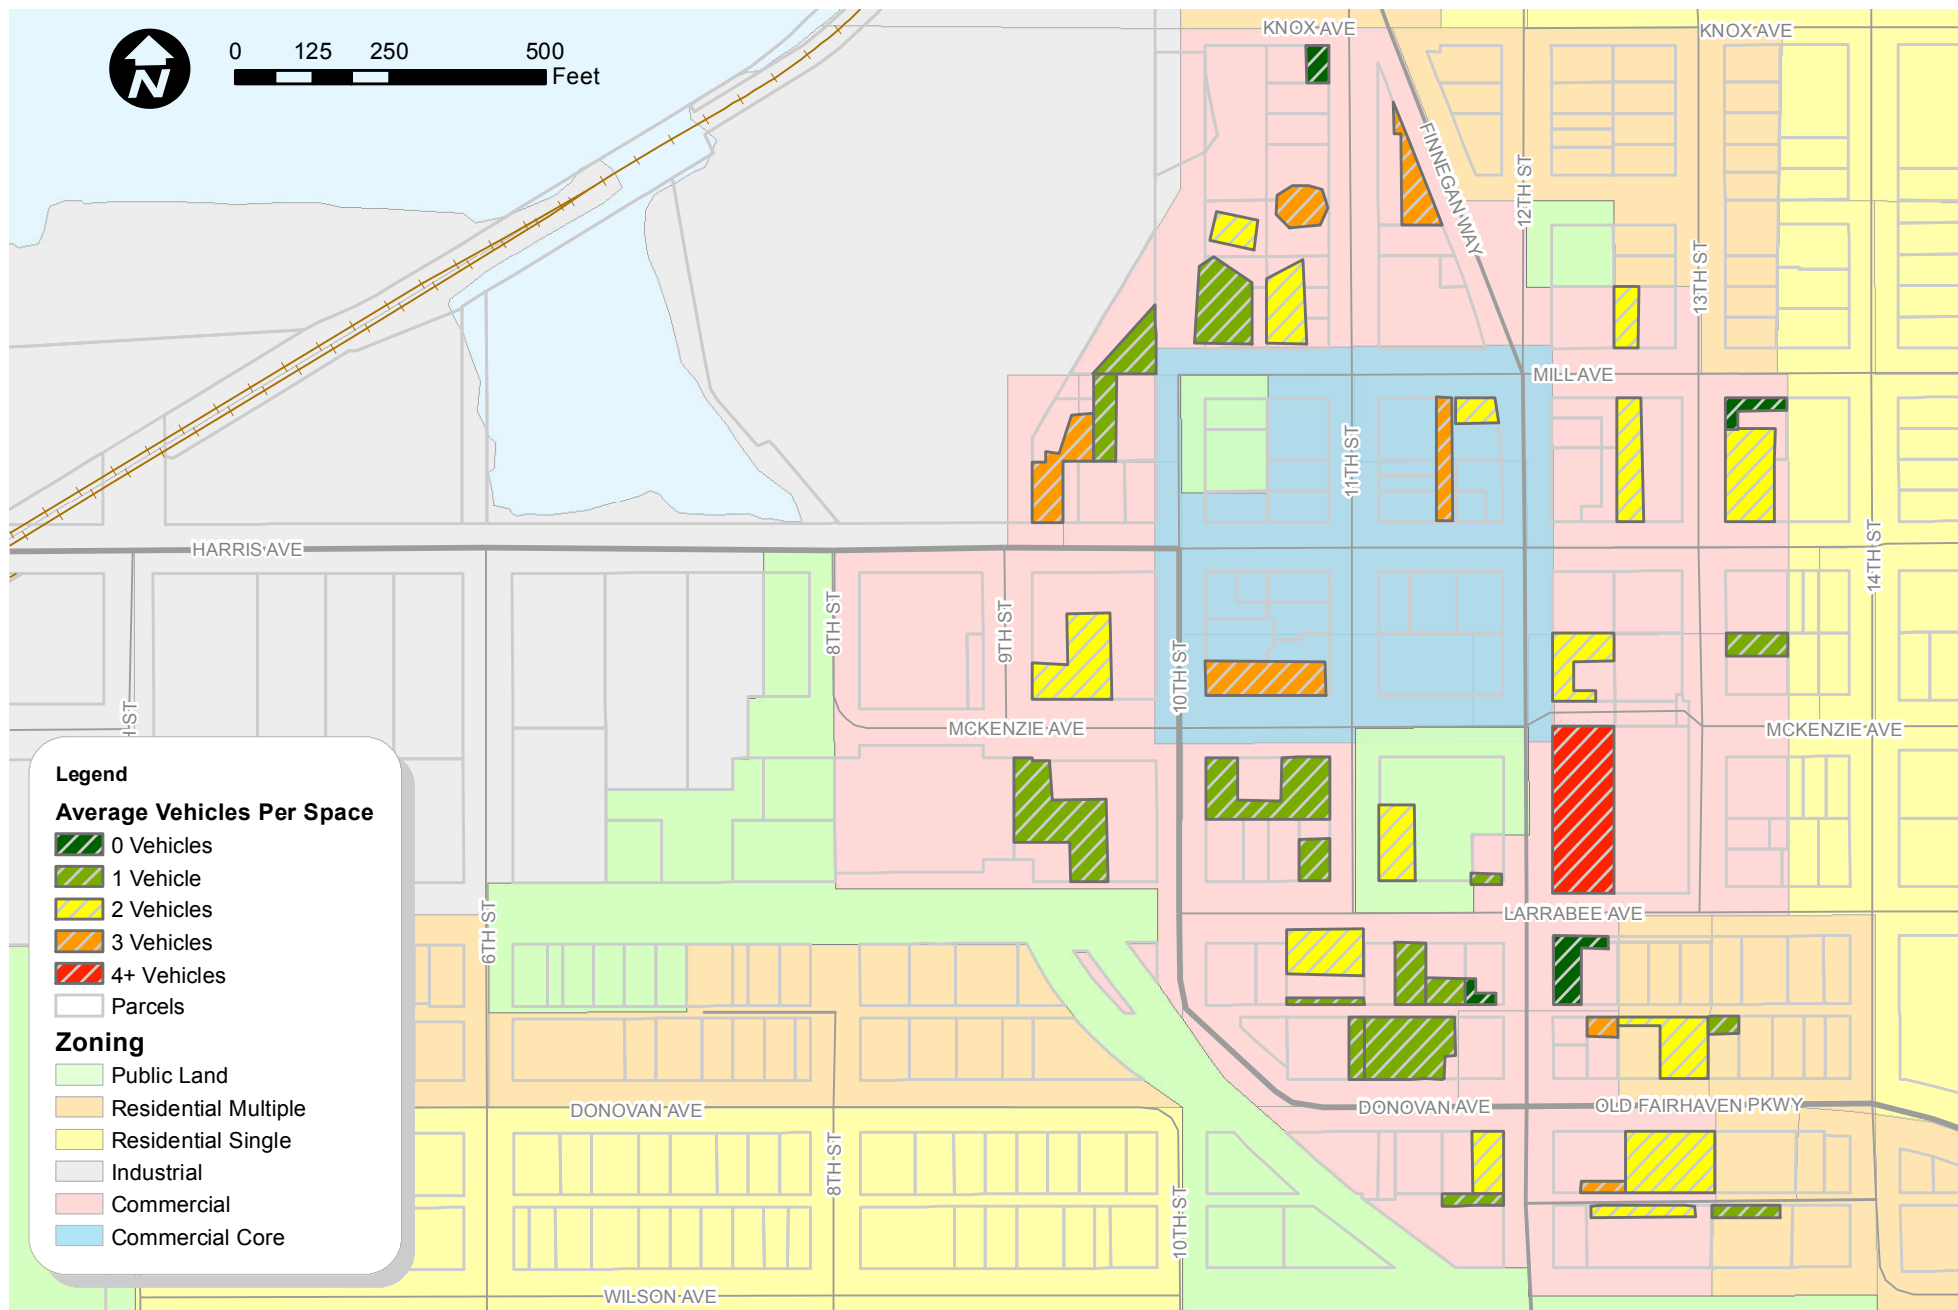 N
0 125 250 500
Feet
KNOX AVE
KNOX AVE
FINNEGAN WAY
12TH ST
13TH ST
MILL AVE
11TH ST
HARRIS AVE
14TH ST
8TH ST
9TH ST
10TH ST
MCKENZIE AVE
MCKENZIE AVE
LARRABEE AVE
6TH ST
DONOVAN AVE
DONOVAN AVE
OLD FAIRHAVEN PKWY
8TH ST
10TH ST
WILSON AVE
Legend
Average Vehicles Per Space
0 Vehicles
1 Vehicle
2 Vehicles
3 Vehicles
4+ Vehicles
Parcels
Zoning
Public Land
Residential Multiple
Residential Single
Industrial
Commercial
Commercial Core